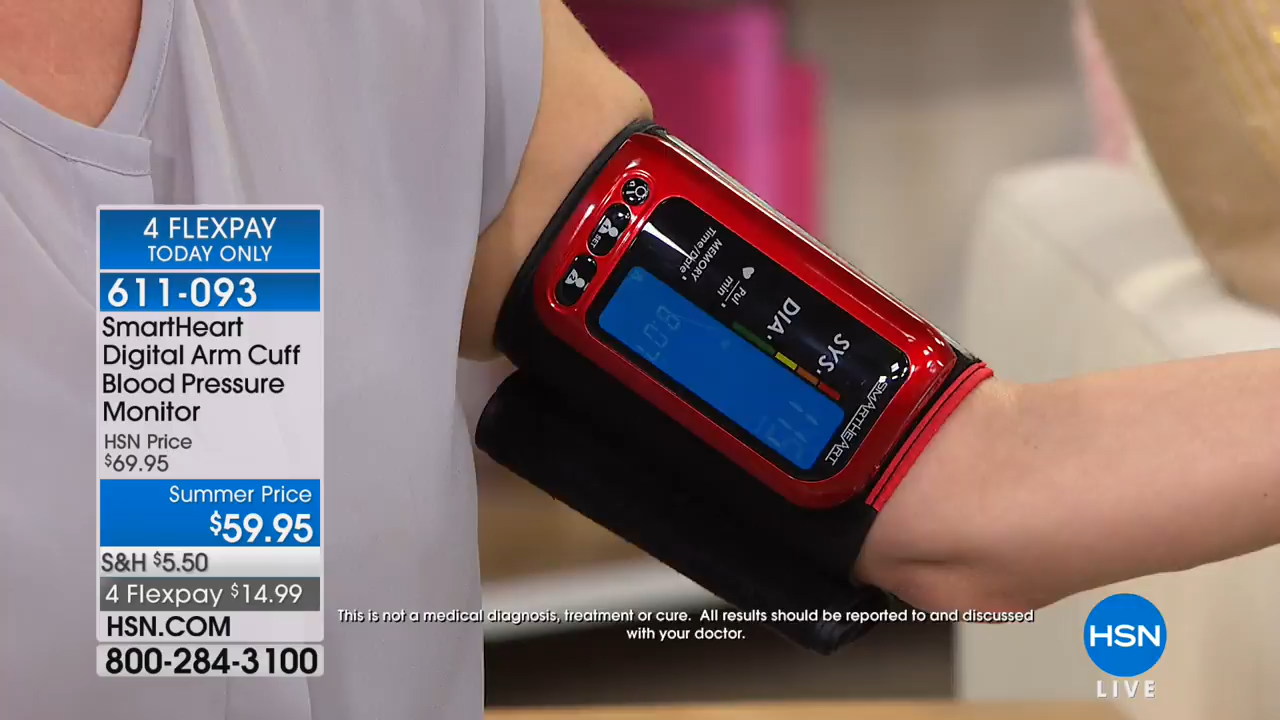 4 FLEXPAY
TODAY ONLY
611-093
SmartHeart
Digital Arm Cuff
Blood Pressure
Monitor
HSN Price
$69.95
Summer Price
$59.95
S&H $5.50
4 Flexpay $14.99
HSN.COM
800-284-3100
This is not a medical diagnosis, treatment or cure. All results should be reported to and discussed
with your doctor.
HSN
LIVE
SMARTHEART
SYS.
DIA.
Pul
min
MEMORY
Time/Date
SET